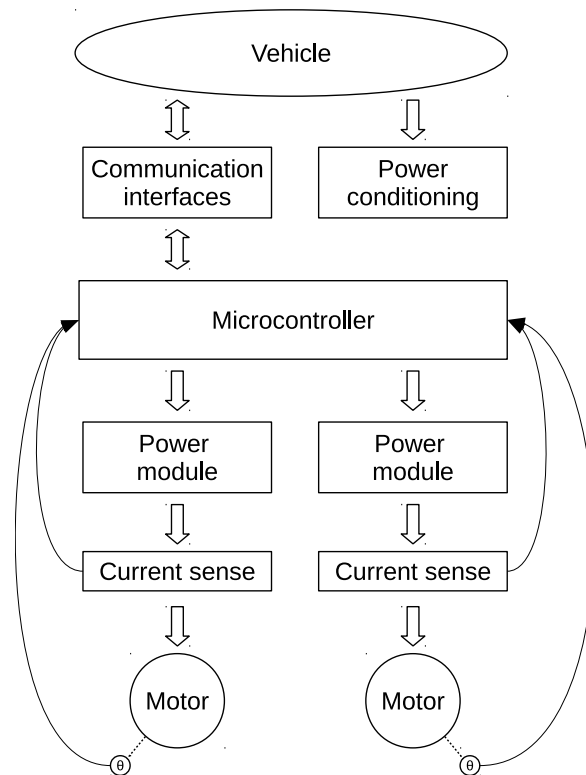 Vehicle
Communication
interfaces
Power
conditioning
Microcontroller
Power
module
Power
module
Current sense
Current sense
Motor
Motor
θ
θ